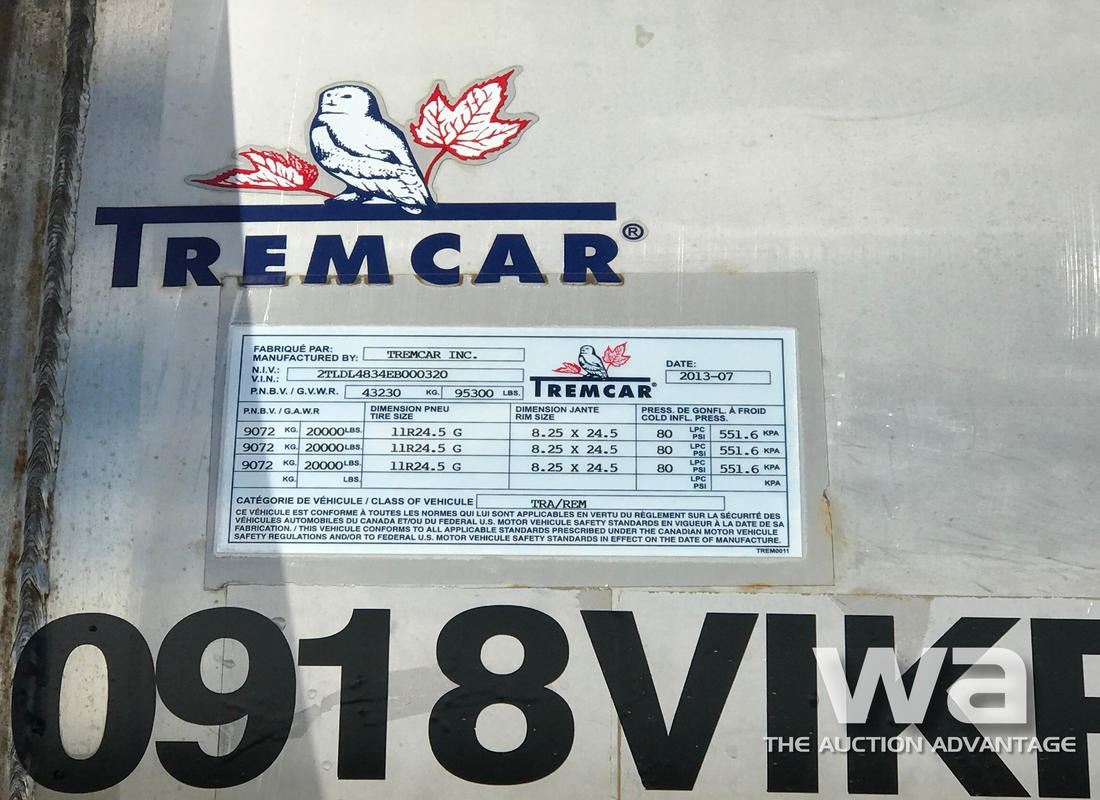 TREMCAR®
FABRIQUÉ PAR:
MANUFACTURED BY: TREMCAR INC.
N.I.V.:
V.I.N.: 2TLDL4834EB000320
P.N.B.V. / G.V.W.R. 43230 KG. 95300 LBS.
TREMCAR®
DATE:
2013-07
P.N.B.V. / G.A.W.R DIMENSION PNEU DIMENSION JANTE PRESS. DE GONFL. À FROID
TIRE SIZE RIM SIZE COLD INFL. PRESS.
9072 KG. 20000 LBS. 11R24.5 G 8.25 X 24.5 80 LPC PSI 551.6 KPA
9072 KG. 20000 LBS. 11R24.5 G 8.25 X 24.5 80 LPC PSI 551.6 KPA
9072 KG. 20000 LBS. 11R24.5 G 8.25 X 24.5 80 LPC PSI 551.6 KPA
KG. LBS. LPC PSI KPA
CATÉGORIE DE VÉHICULE / CLASS OF VEHICULE TRA/REM
CE VÉHICULE EST CONFORME À TOUTES LES NORMES QUI LUI SONT APPLICABLES EN VERTU DU RÈGLEMENT SUR LA SÉCURITÉ DES
VÉHICULES AUTOMOBILES DU CANADA ET/OU DU FEDERAL U.S. MOTOR VEHICULE SAFETY STANDARDS EN VIGUEUR À LA DATE DE SA
FABRICATION. / THIS VEHICULE CONFORMS TO ALL APPLICABLE STANDARDS PRESCRIBED UNDER THE CANADIAN MOTOR VEHICULE
SAFETY REGULATIONS AND/OR TO FEDERAL U.S. MOTOR VEHICULE SAFETY STANDARDS IN EFFECT ON THE DATE OF MANUFACTURE.
TREM0011
0918VIKR
wa
THE AUCTION ADVANTAGE